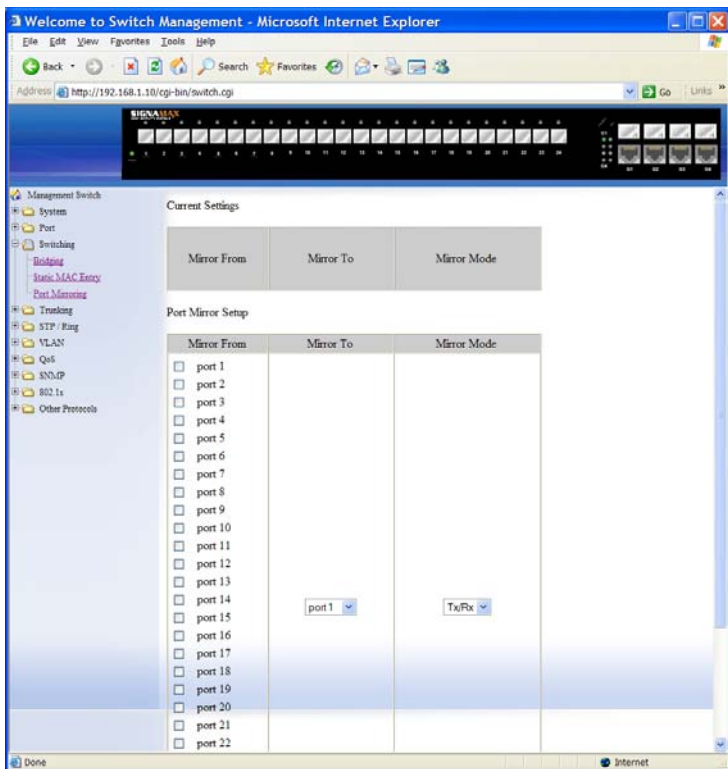 Welcome to Switch Management - Microsoft Internet Explorer
File Edit View Favorites Tools Help
Back Search Favorites
Address http://192.168.1.10/cgi-bin/switch.cgi Go Links »
SIGNAMAX
Management Switch
System
Port
Switching
Bridging
Static MAC Entry
Port Mirroring
Trunking
STP / Ring
VLAN
QoS
SNMP
802.1x
Other Protocols
Current Settings
Mirror From Mirror To Mirror Mode
Port Mirror Setup
Mirror From Mirror To Mirror Mode
port 1
port 2
port 3
port 4
port 5
port 6
port 7
port 8
port 9
port 10
port 11
port 12
port 13
port 14
port 1 Tx/Rx
port 15
port 16
port 17
port 18
port 19
port 20
port 21
port 22
Done Internet